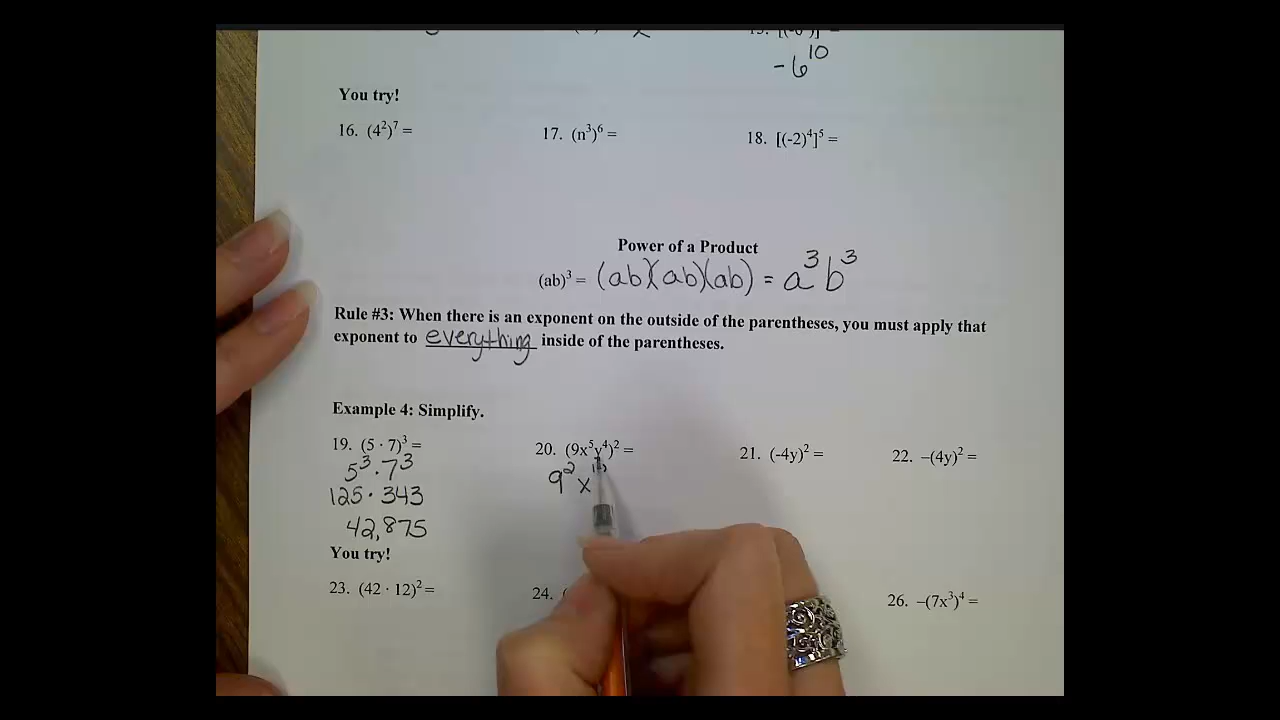 - 6¹⁰
You try!
16. (4²)⁷ =
17. (n³)⁶ =
18. [(-2)⁴]⁵ =
Power of a Product
(ab)³ = (ab)(ab)(ab) = a³b³
Rule #3: When there is an exponent on the outside of the parentheses, you must apply that
exponent to everything inside of the parentheses.
Example 4: Simplify.
19. (5 · 7)³ =
5³ · 7³
125 · 343
42,875
20. (9x⁵y⁴)² =
9² x
21. (-4y)² =
22. –(4y)² =
You try!
23. (42 · 12)² =
24. (
26. –(7x³)⁴ =